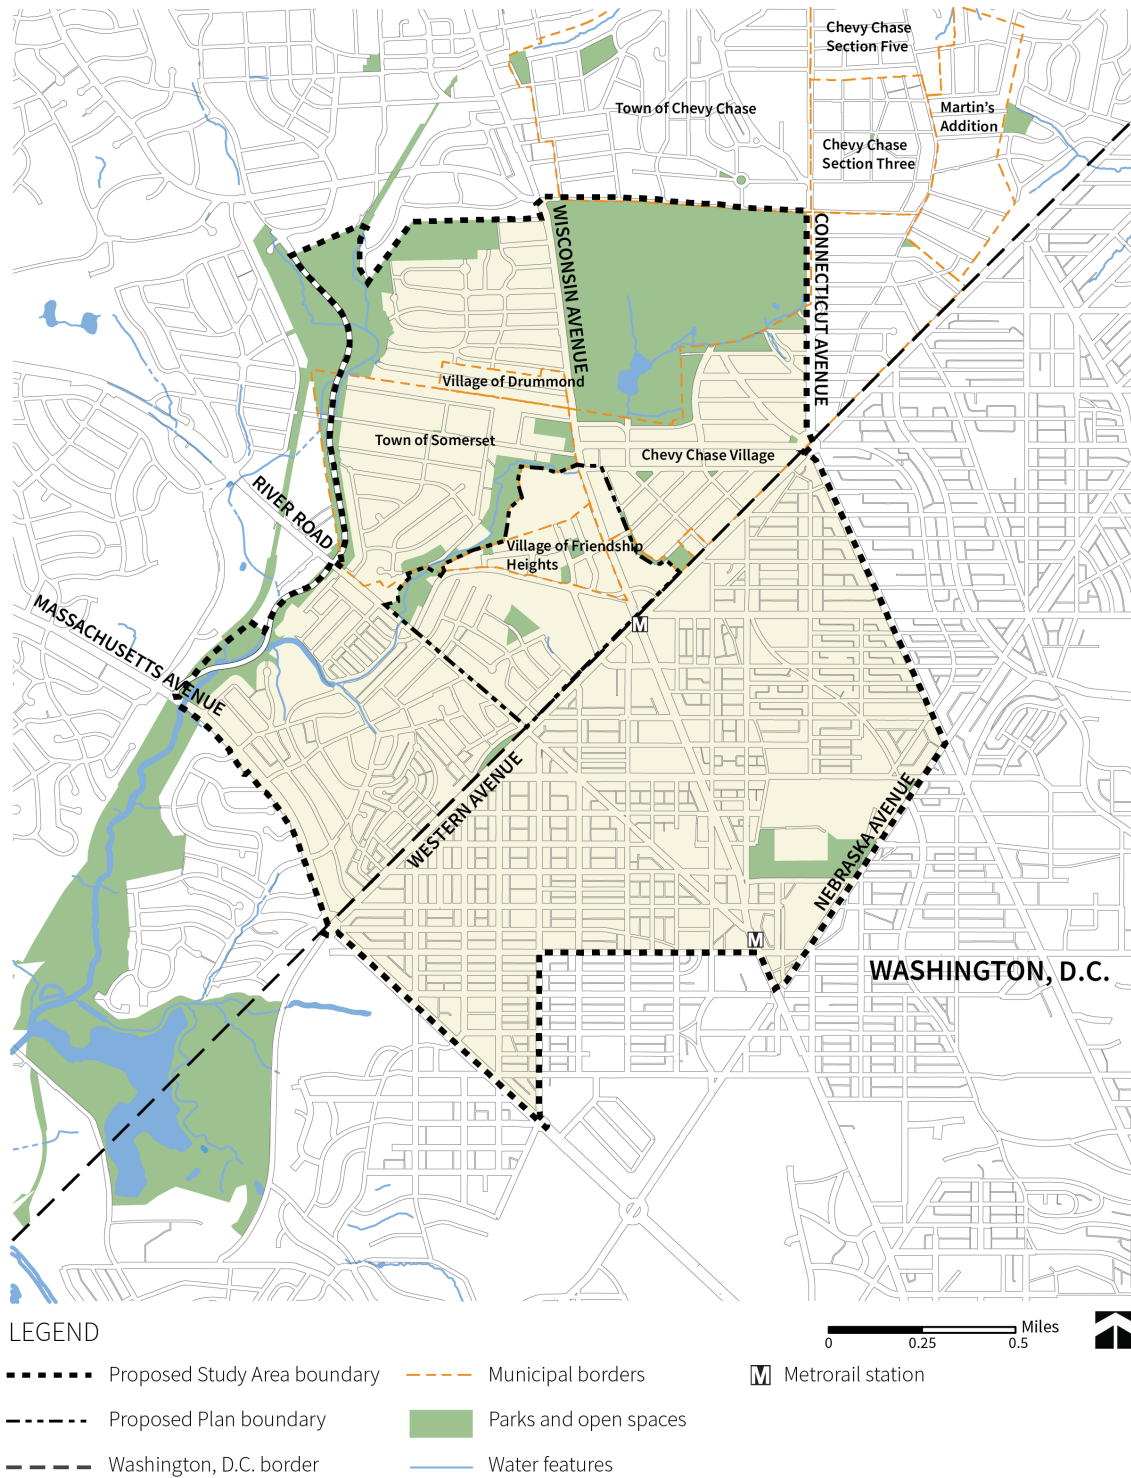 Chevy Chase
Section Five
Town of Chevy Chase
Martin's
Addition
Chevy Chase
Section Three
WISCONSIN AVENUE
CONNECTICUT AVENUE
Village of Drummond
Town of Somerset
Chevy Chase Village
RIVER ROAD
Village of Friendship
Heights
MASSACHUSETTS AVENUE
M
WESTERN AVENUE
NEBRASKA AVENUE
M
WASHINGTON, D.C.
LEGEND
Miles
0 0.25 0.5
Proposed Study Area boundary
Municipal borders
M Metrorail station
Proposed Plan boundary
Parks and open spaces
Washington, D.C. border
Water features